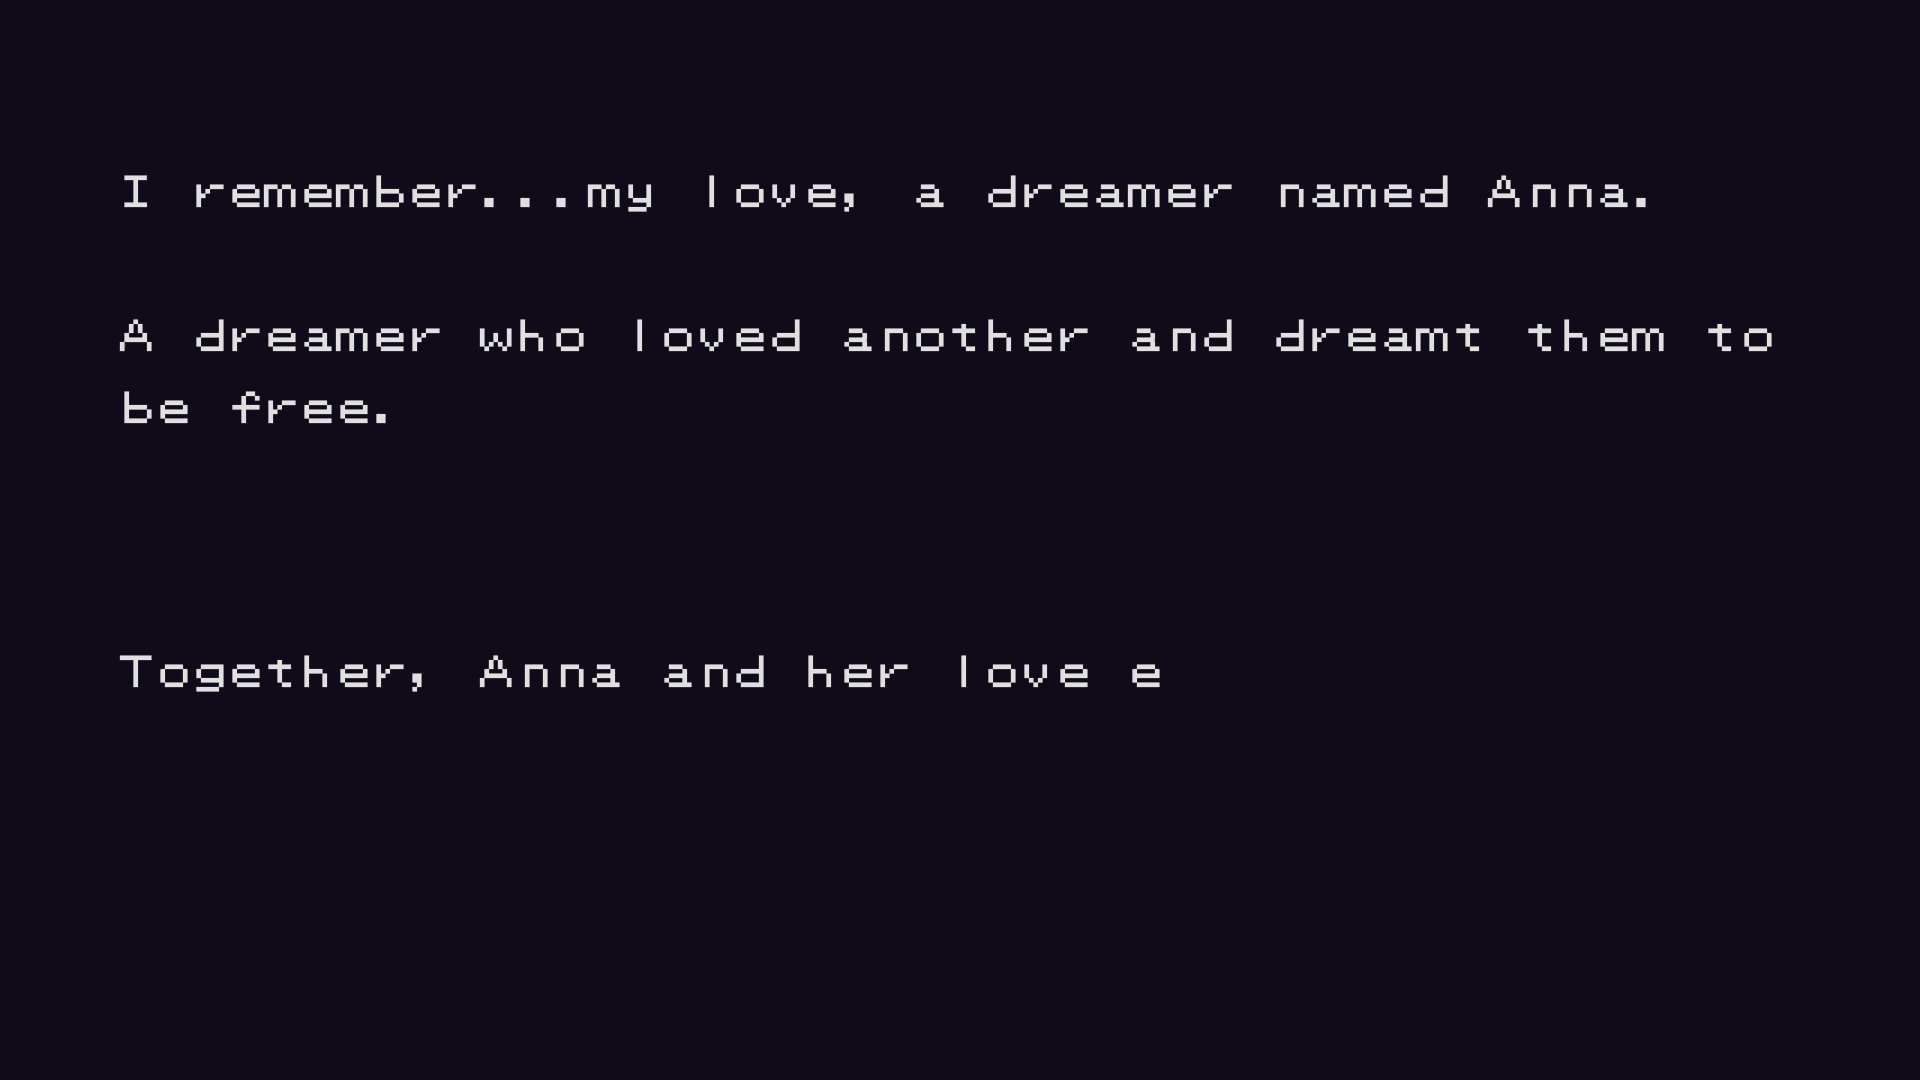 I remember...my love, a dreamer named Anna.
A dreamer who loved another and dreamt them to
be free.
Together, Anna and her love e